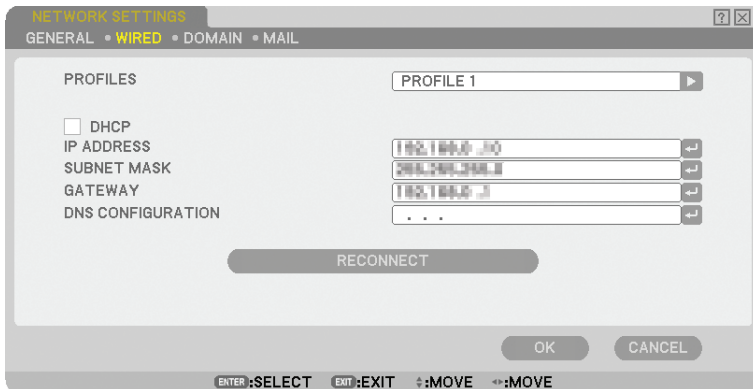 NETWORK SETTINGS
GENERAL • WIRED • DOMAIN • MAIL
PROFILES PROFILE 1
DHCP
IP ADDRESS
SUBNET MASK
GATEWAY
DNS CONFIGURATION . . .
RECONNECT
OK CANCEL
ENTER :SELECT EXIT :EXIT :MOVE :MOVE